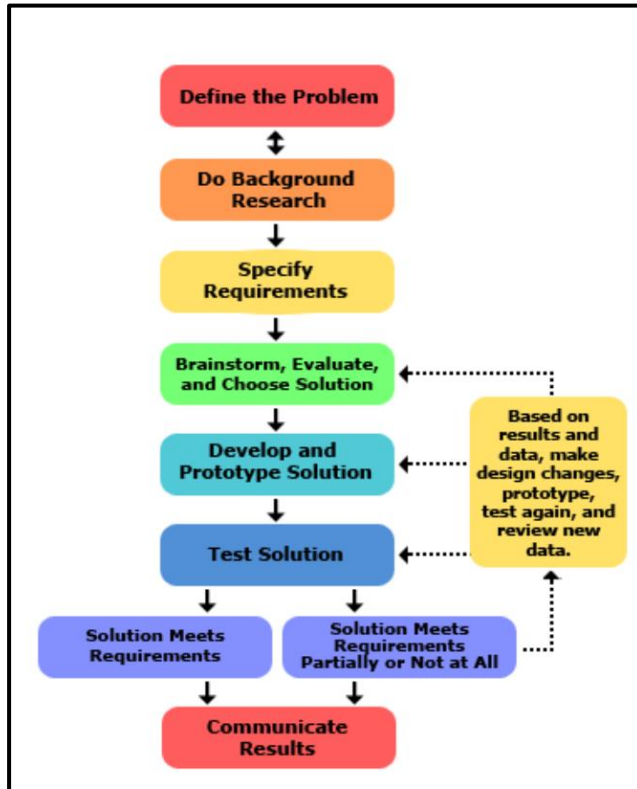 Define the Problem
Do Background
Research
Specify
Requirements
Brainstorm, Evaluate,
and Choose Solution
Develop and
Prototype Solution
Test Solution
Based on
results and
data, make
design changes,
prototype,
test again, and
review new
data.
Solution Meets
Requirements
Solution Meets
Requirements
Partially or Not at All
Communicate
Results